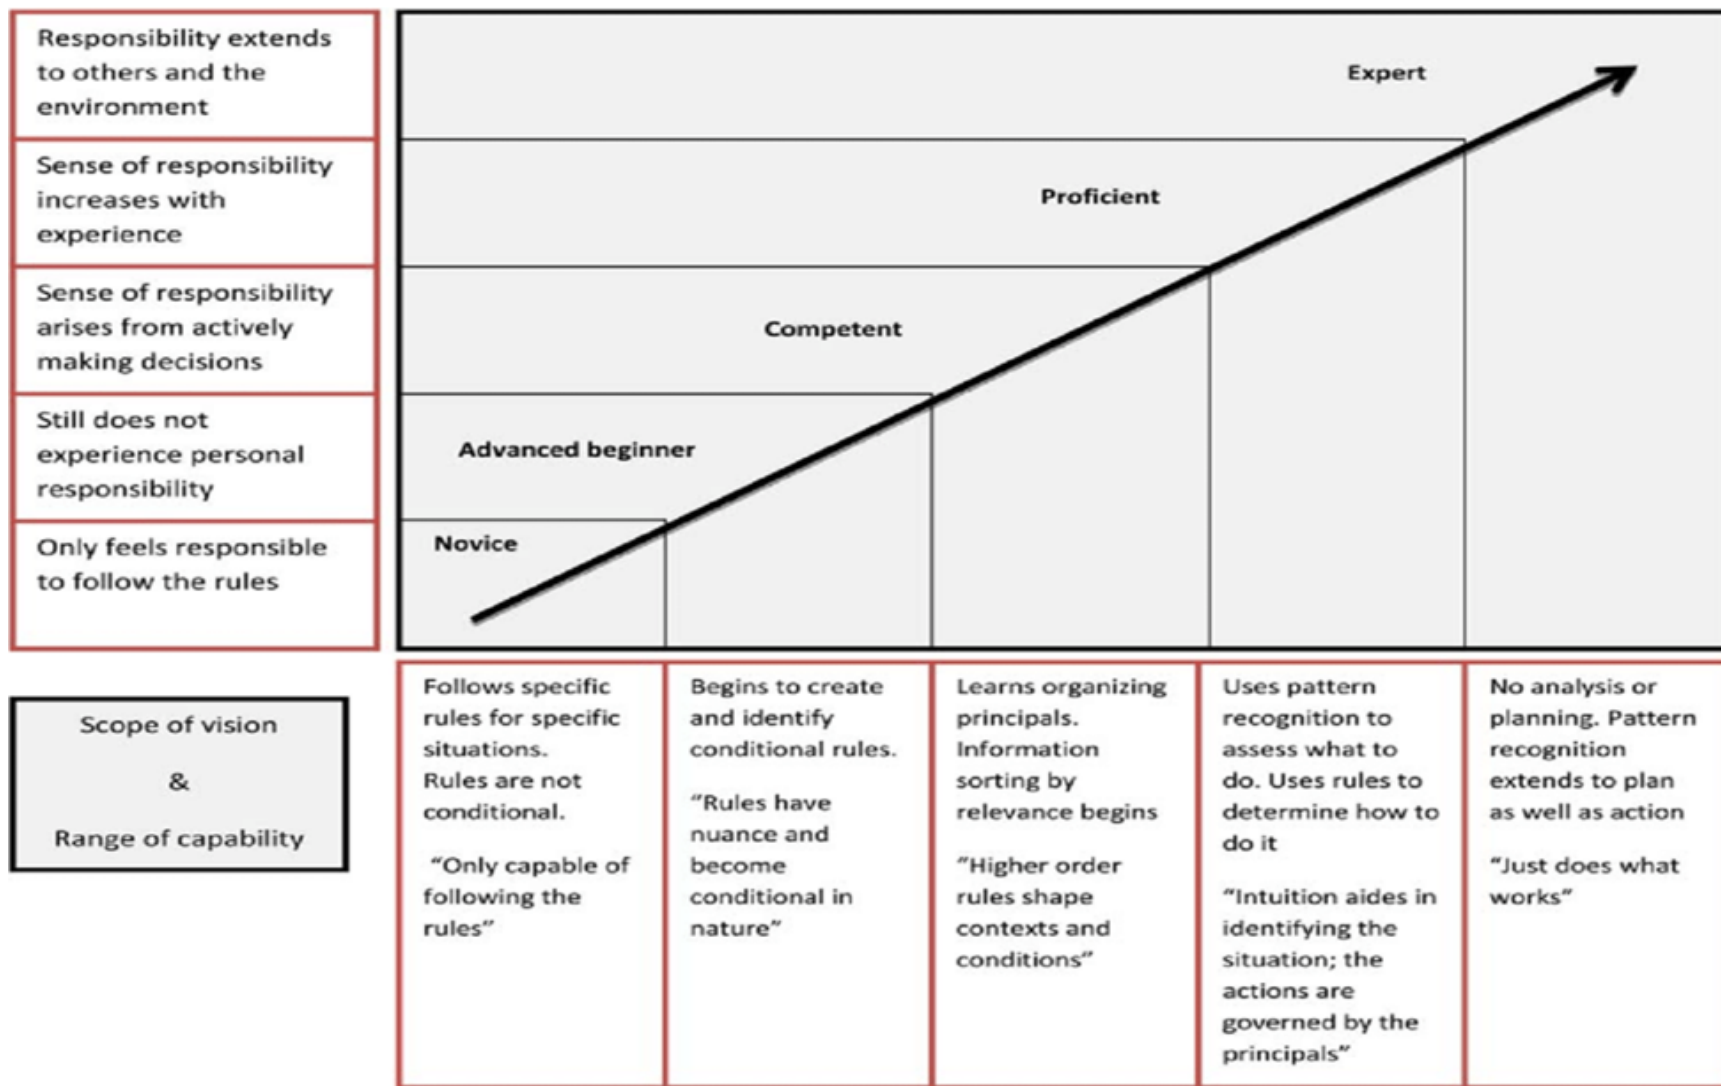 Responsibility extends
to others and the
environment
Sense of responsibility
increases with
experience
Sense of responsibility
arises from actively
making decisions
Still does not
experience personal
responsibility
Only feels responsible
to follow the rules
Expert
Proficient
Competent
Advanced beginner
Novice
Scope of vision
&
Range of capability
Follows specific
rules for specific
situations.
Rules are not
conditional.
“Only capable of
following the
rules”
Begins to create
and identify
conditional rules.
“Rules have
nuance and
become
conditional in
nature”
Learns organizing
principals.
Information
sorting by
relevance begins
“Higher order
rules shape
contexts and
conditions”
Uses pattern
recognition to
assess what to
do. Uses rules to
determine how to
do it
“Intuition aides in
identifying the
situation; the
actions are
governed by the
principals”
No analysis or
planning. Pattern
recognition
extends to plan
as well as action
“Just does what
works”